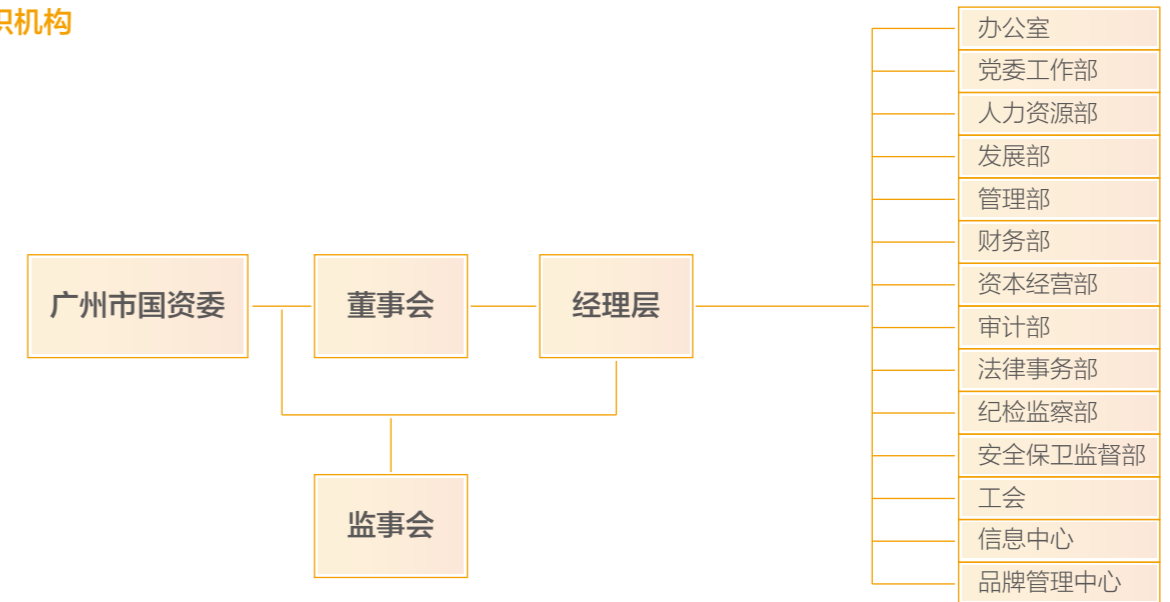 织机构
广州市国资委
董事会
经理层
监事会
办公室
党委工作部
人力资源部
发展部
管理部
财务部
资本经营部
审计部
法律事务部
纪检监察部
安全保卫监督部
工会
信息中心
品牌管理中心